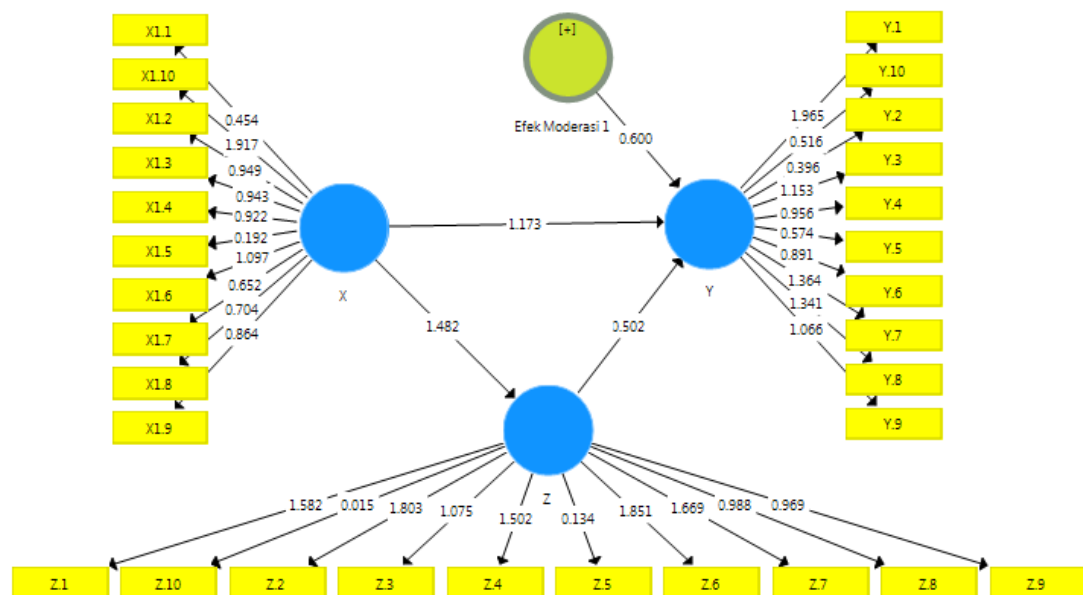 X1.1
X1.10
X1.2
X1.3
X1.4
X1.5
X1.6
X1.7
X1.8
X1.9
0.454
1.917
0.949
0.943
0.922
0.192
1.097
0.652
0.704
0.864
X
[+]
Efek Moderasi 1
0.600
1.173
1.482
0.502
Y
1.965
0.516
0.396
1.153
0.956
0.574
0.891
1.364
1.341
1.066
Y.1
Y.10
Y.2
Y.3
Y.4
Y.5
Y.6
Y.7
Y.8
Y.9
Z
1.582
0.015
1.803
1.075
1.502
0.134
1.851
1.669
0.988
0.969
Z.1
Z.10
Z.2
Z.3
Z.4
Z.5
Z.6
Z.7
Z.8
Z.9